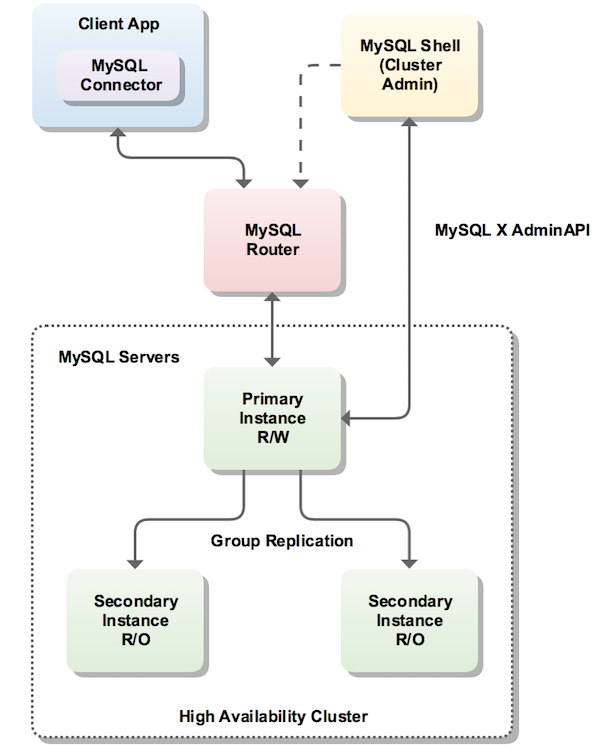 Client App
MySQL
Connector
MySQL Shell
(Cluster
Admin)
MySQL
Router
MySQL X AdminAPI
MySQL Servers
Primary
Instance
R/W
Group Replication
Secondary
Instance
R/O
Secondary
Instance
R/O
High Availability Cluster